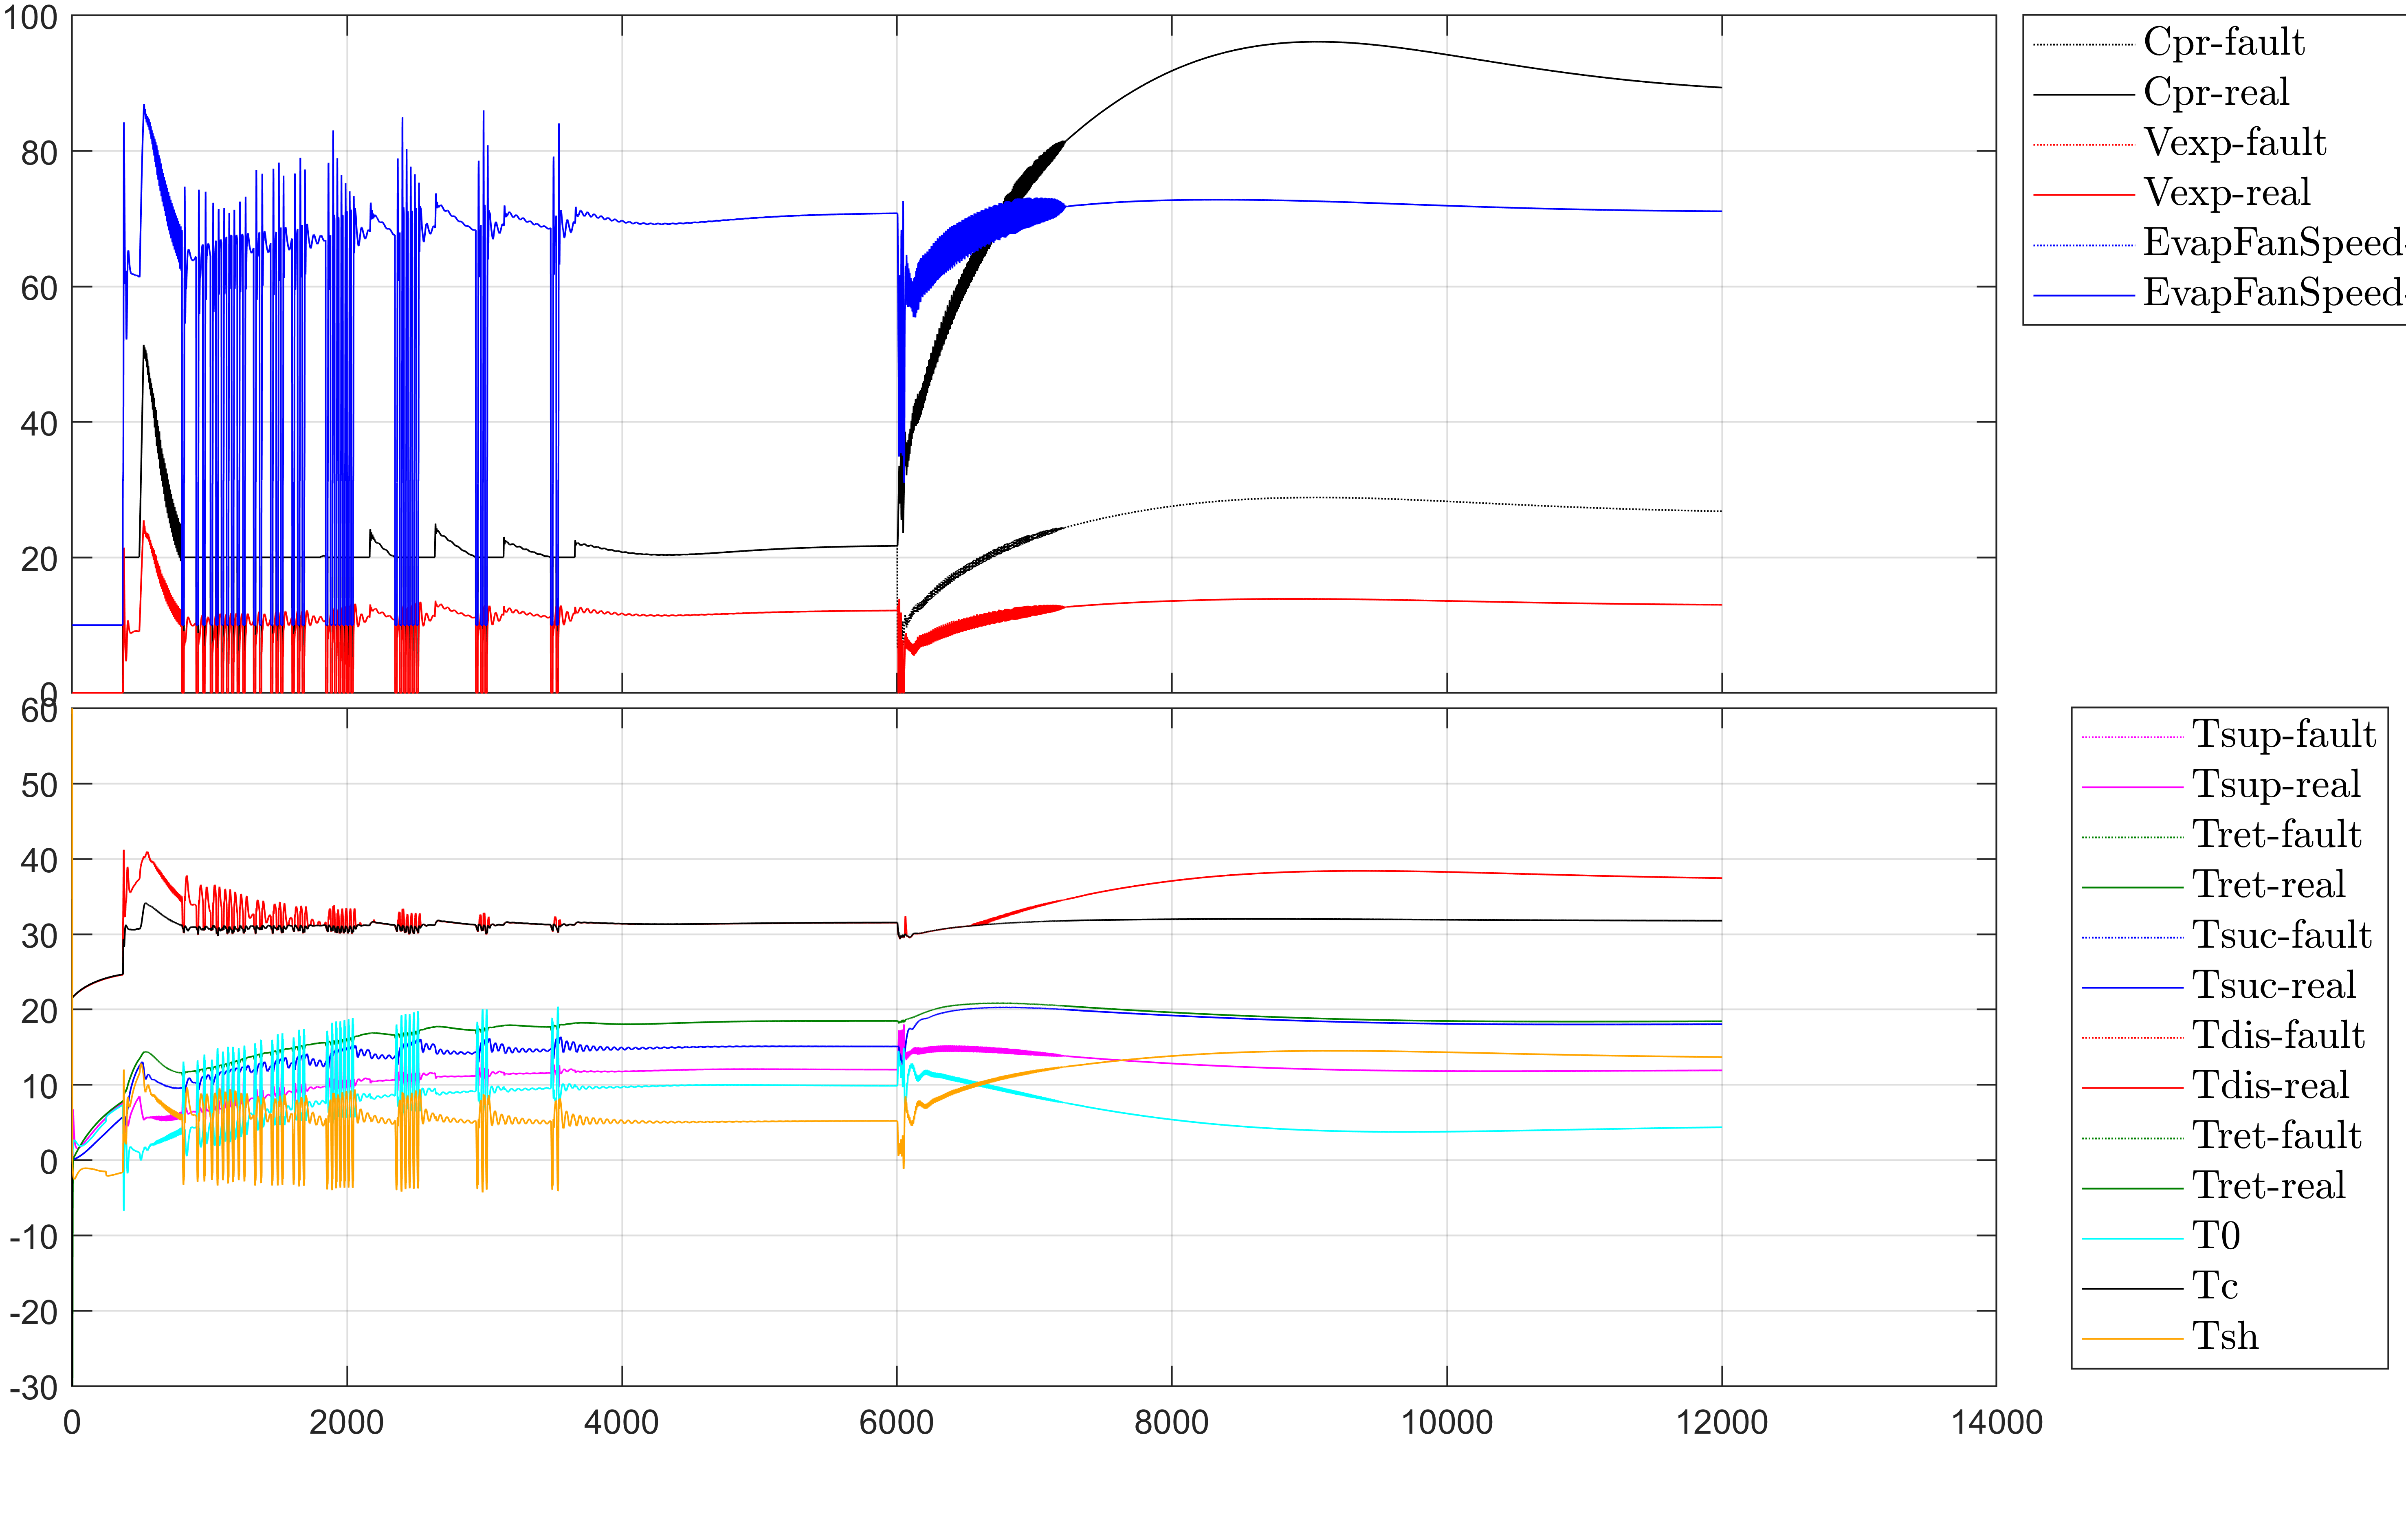 100
80
60
40
20
0
Cpr-fault
Cpr-real
Vexp-fault
Vexp-real
EvapFanSpeed-
EvapFanSpeed-
60
50
40
30
20
10
0
-10
-20
-30
0 2000 4000 6000 8000 10000 12000 14000
Tsup-fault
Tsup-real
Tret-fault
Tret-real
Tsuc-fault
Tsuc-real
Tdis-fault
Tdis-real
Tret-fault
Tret-real
T0
Tc
Tsh